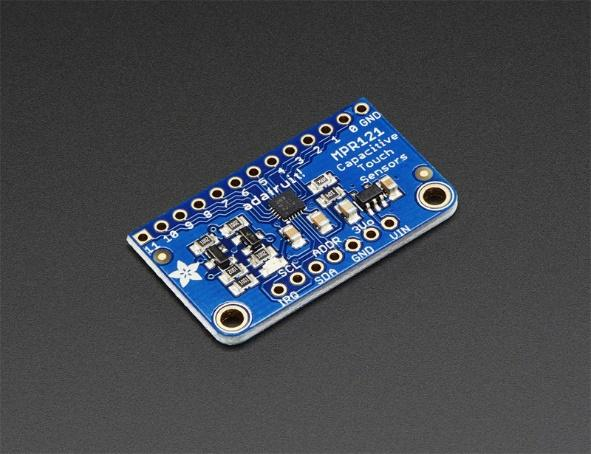 11 10 9 8 7 6 5 4 3 2 1 0 GND
adafruit!
MPR121
Capacitive
Touch
Sensors
IRQ SCL SDA ADDR GND 3Vo VIN